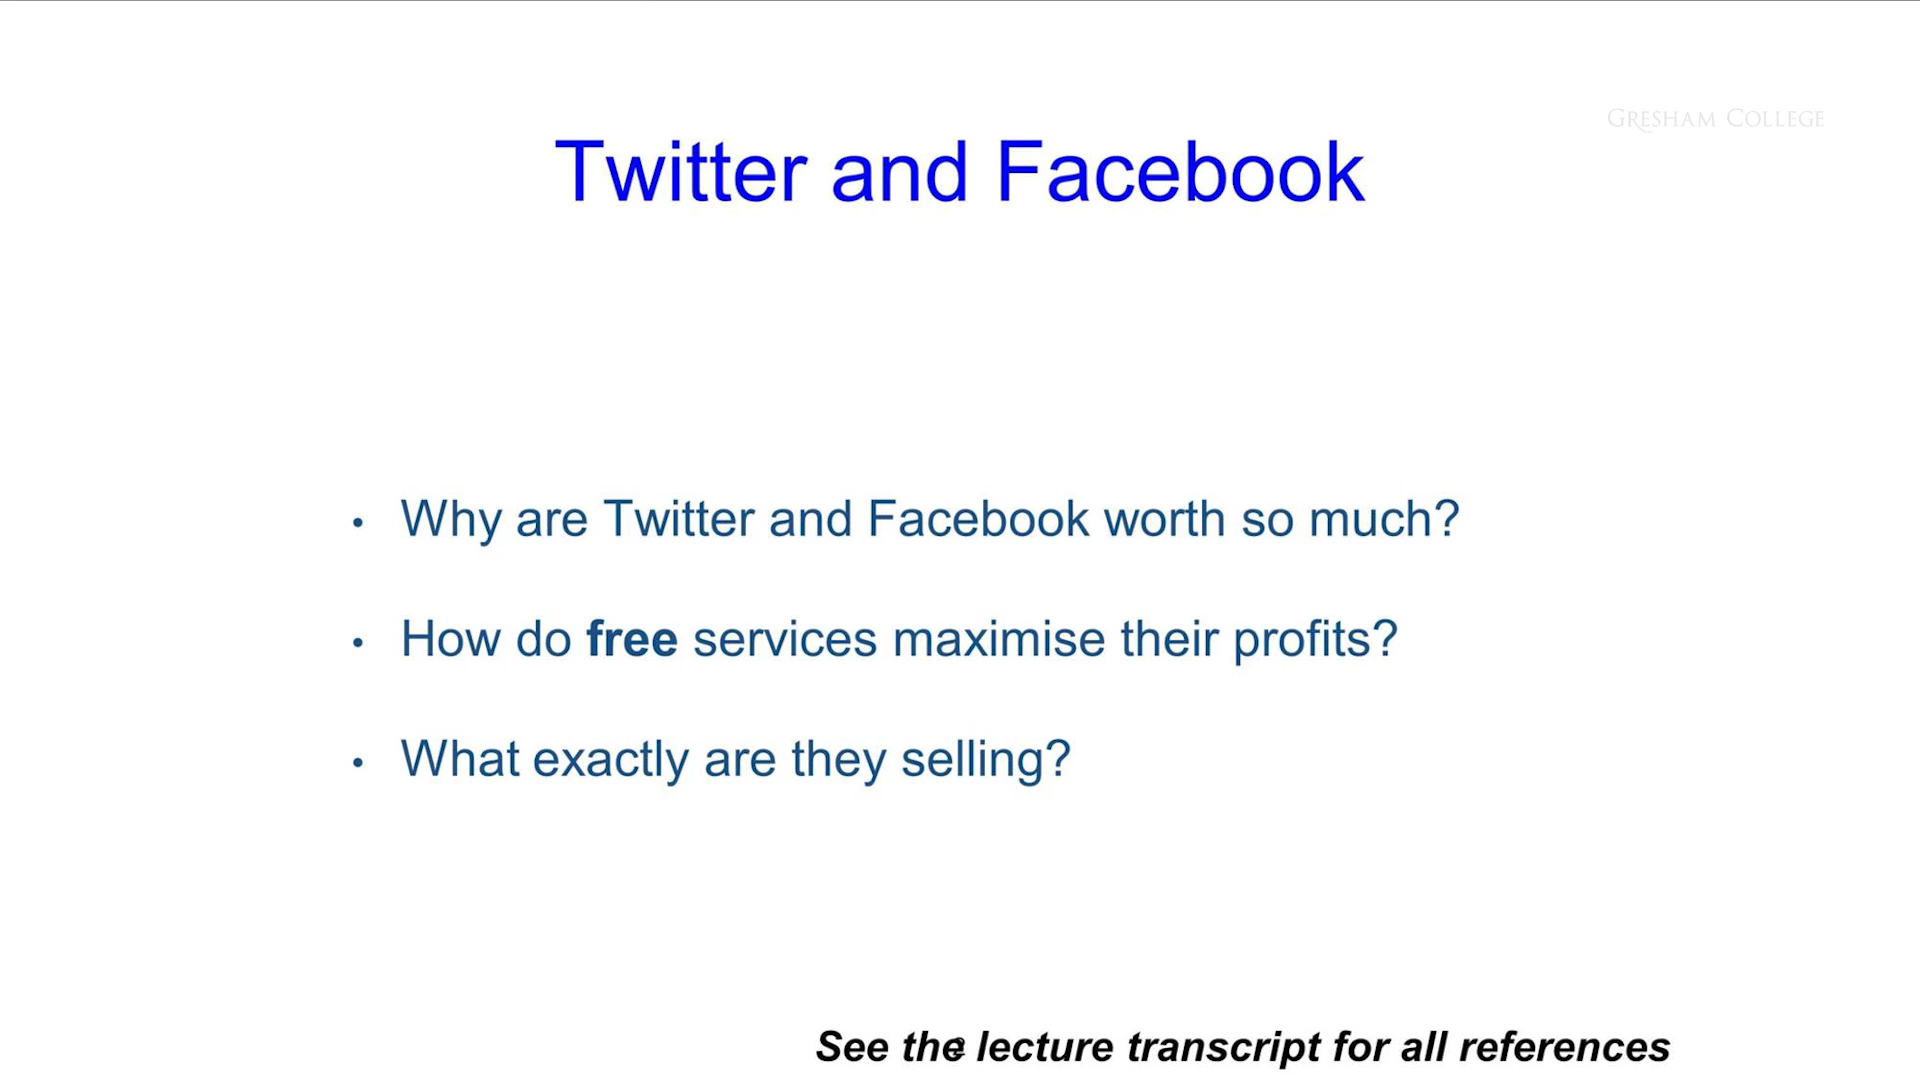 GRESHAM COLLEGE
Twitter and Facebook
• Why are Twitter and Facebook worth so much?
• How do free services maximise their profits?
• What exactly are they selling?
See the lecture transcript for all references
2